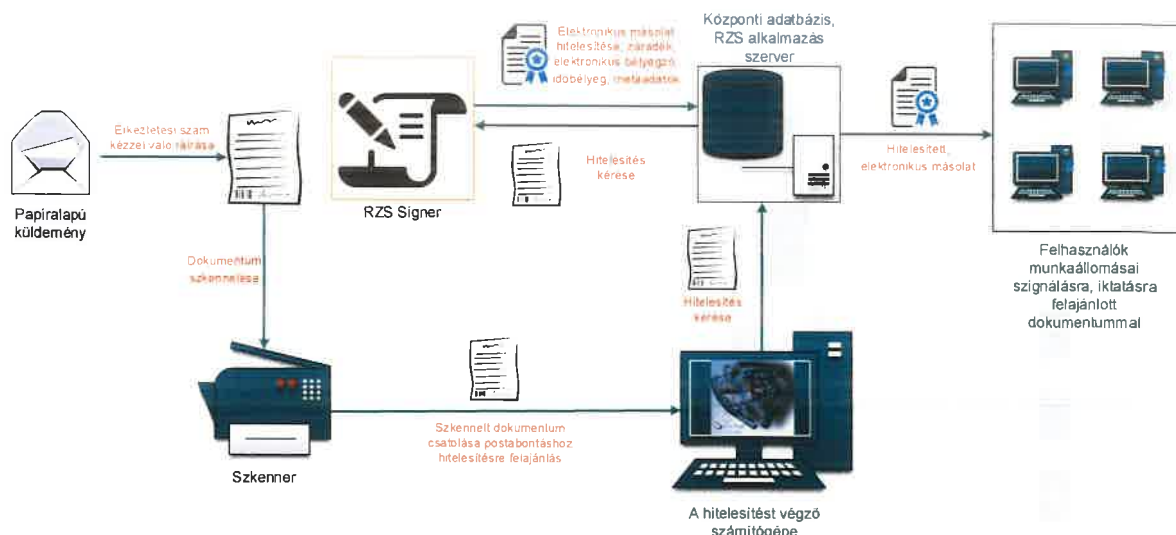 Elektronikus másolat
hitelesítése, záradék,
elektronikus bélyegző
időbélyeg, metaadatok
Központi adatbázis,
RZS alkalmazás
szerver
Érkeztetési szám
kézzel való ráírása
Papíralapú
küldemény
RZS Signer
Hitelesítés
kérése
Hitelesített,
elektronikus másolat
Felhasználók
munkaállomásai
szignálásra, iktatásra
felajánlott
dokumentummal
Dokumentum
szkennelése
Hitelesítés
kérése
Szkennelt dokumentum
csatolása postabontáshoz
hitelesítésre felajánlás
Szkenner
A hitelesítést végző
számítógépe